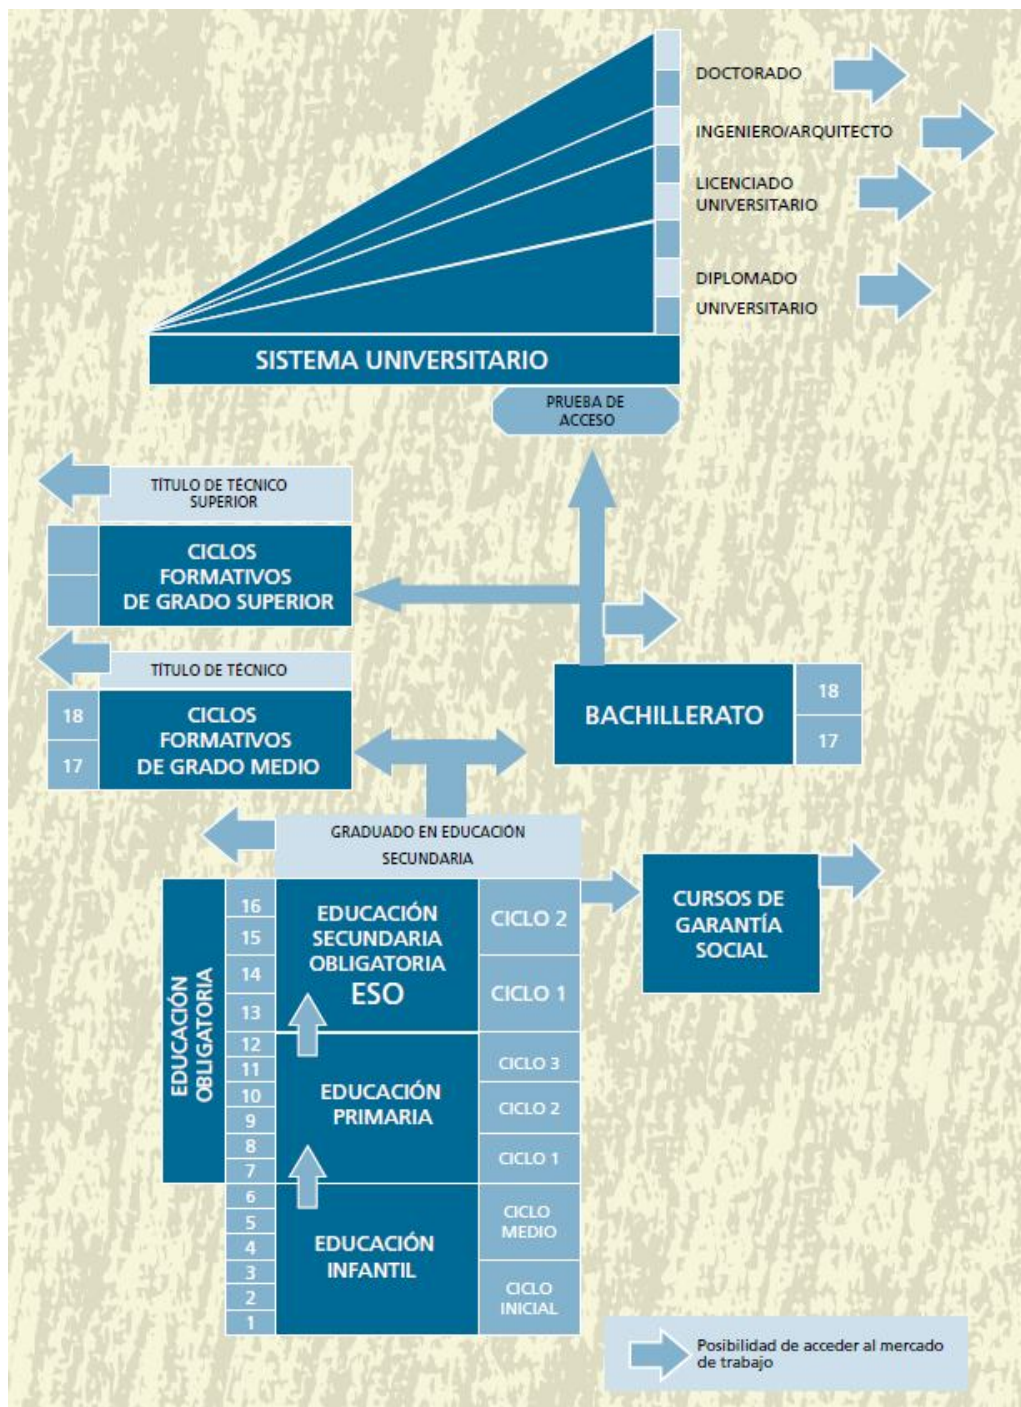 DOCTORADO
INGENIERO/ARQUITECTO
LICENCIADO
UNIVERSITARIO
DIPLOMADO
UNIVERSITARIO
SISTEMA UNIVERSITARIO
PRUEBA DE
ACCESO
TÍTULO DE TÉCNICO
SUPERIOR
CICLOS
FORMATIVOS
DE GRADO SUPERIOR
TÍTULO DE TÉCNICO
18
17
CICLOS
FORMATIVOS
DE GRADO MEDIO
BACHILLERATO
18
17
GRADUADO EN EDUCACIÓN
SECUNDARIA
EDUCACIÓN
OBLIGATORIA
16
15
14
13
12
11
10
9
8
7
6
5
4
3
2
1
EDUCACIÓN
SECUNDARIA
OBLIGATORIA
ESO
CICLO 2
CICLO 1
CURSOS DE
GARANTÍA
SOCIAL
EDUCACIÓN
PRIMARIA
CICLO 3
CICLO 2
CICLO 1
EDUCACIÓN
INFANTIL
CICLO
MEDIO
CICLO
INICIAL
Posibilidad de acceder al mercado
de trabajo